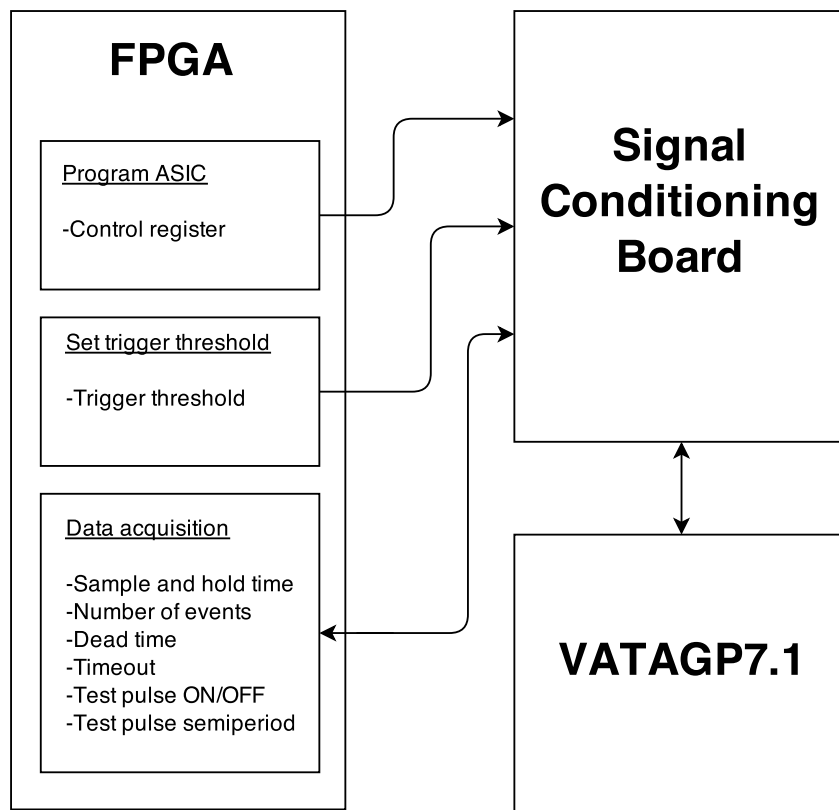 FPGA
Program ASIC
-Control register
Set trigger threshold
-Trigger threshold
Data acquisition
-Sample and hold time
-Number of events
-Dead time
-Timeout
-Test pulse ON/OFF
-Test pulse semiperiod
Signal
Conditioning
Board
VATAGP7.1